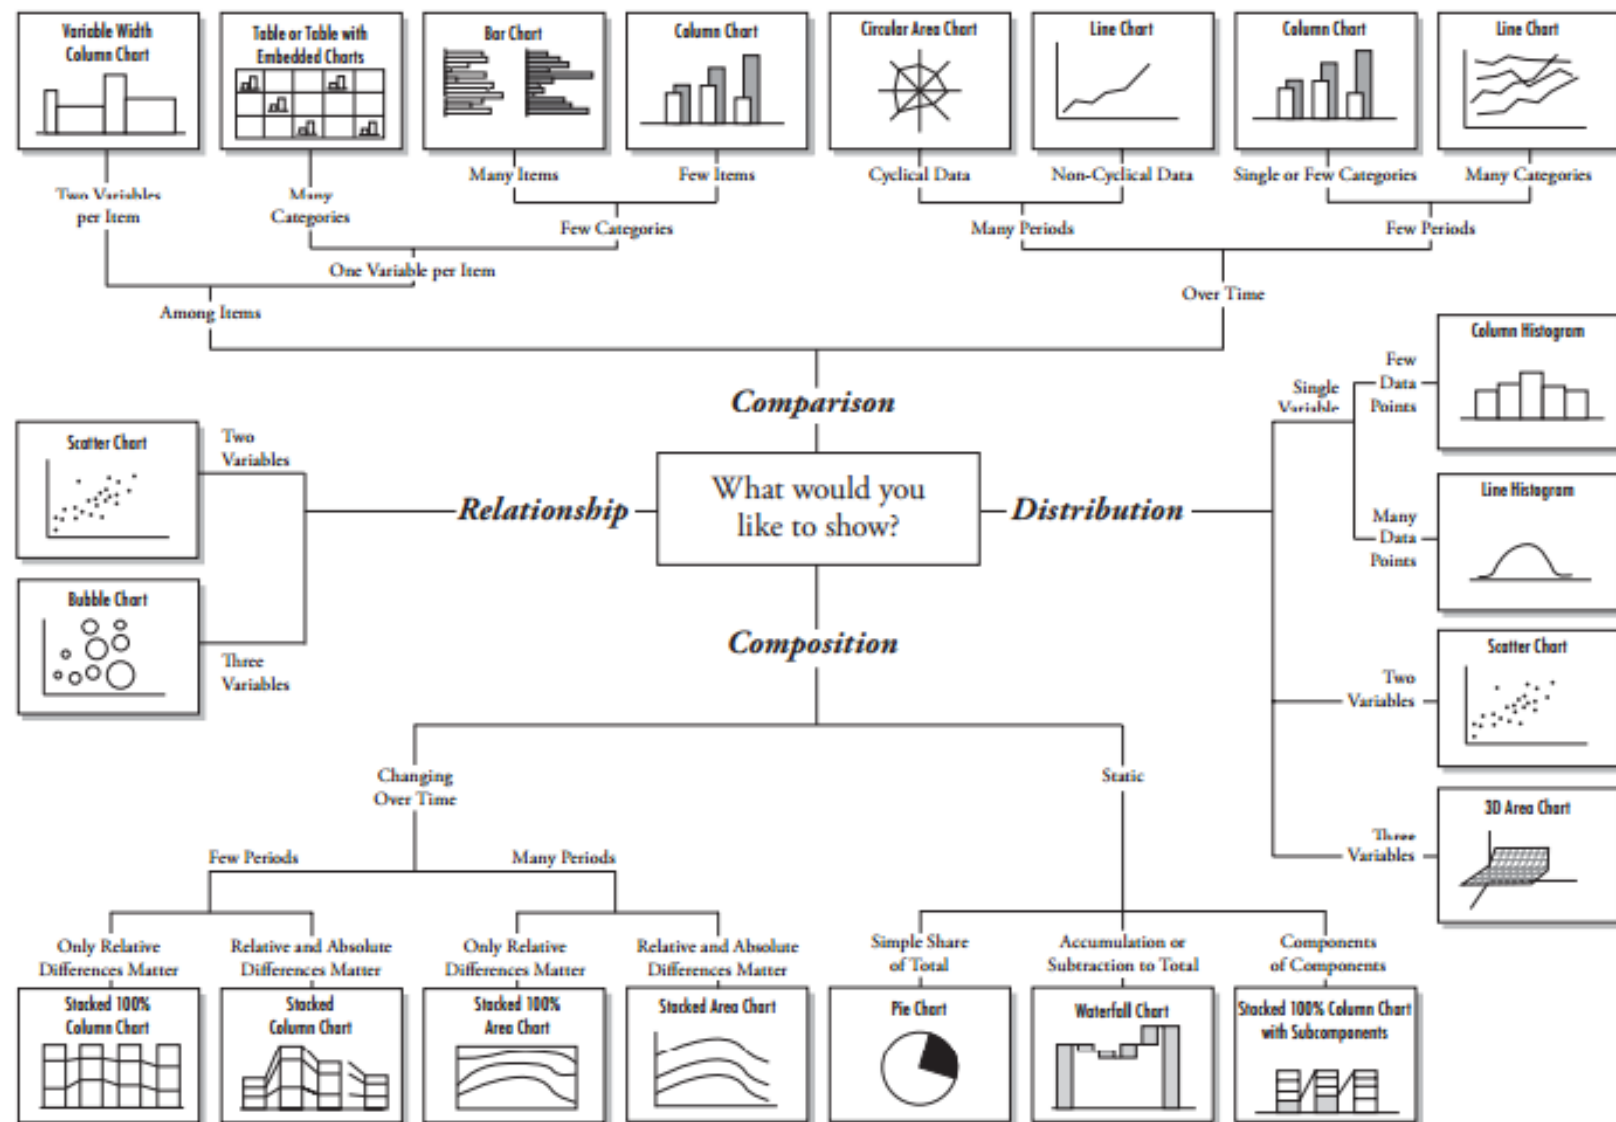 Variable Width
Column Chart
Table or Table with
Embedded Charts
Bar Chart
Column Chart
Circular Area Chart
Line Chart
Column Chart
Line Chart
Two Variables
per Item
Many
Categories
Many Items
Few Items
Cyclical Data
Non-Cyclical Data
Single or Few Categories
Many Categories
Few Categories
Many Periods
Few Periods
One Variable per Item
Among Items
Over Time
Comparison
What would you
like to show?
Relationship
Two
Variables
Scatter Chart
Three
Variables
Bubble Chart
Distribution
Single
Variable
Few
Data
Points
Column Histogram
Many
Data
Points
Line Histogram
Two
Variables
Scatter Chart
Three
Variables
3D Area Chart
Composition
Changing
Over Time
Static
Few Periods
Many Periods
Only Relative
Differences Matter
Relative and Absolute
Differences Matter
Only Relative
Differences Matter
Relative and Absolute
Differences Matter
Simple Share
of Total
Accumulation or
Subtraction to Total
Components
of Components
Stacked 100%
Column Chart
Stacked
Column Chart
Stacked 100%
Area Chart
Stacked Area Chart
Pie Chart
Waterfall Chart
Stacked 100% Column Chart
with Subcomponents